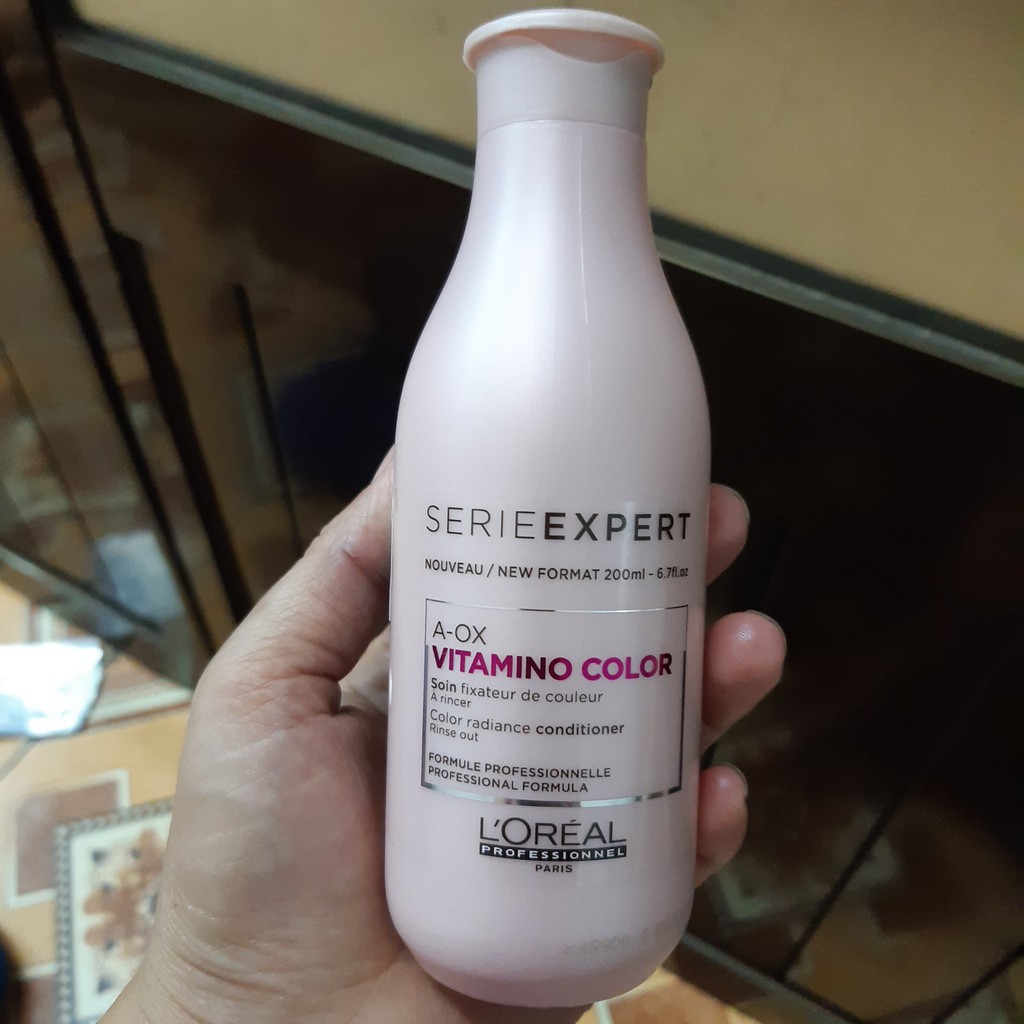 SERIEEXPERT
NOUVEAU / NEW FORMAT 200ml - 6.7fl.oz
A-OX
VITAMINO COLOR
Soin fixateur de couleur
À rincer
Color radiance conditioner
Rinse out
FORMULE PROFESSIONNELLE
PROFESSIONAL FORMULA
L'ORÉAL
PROFESSIONNEL
PARIS